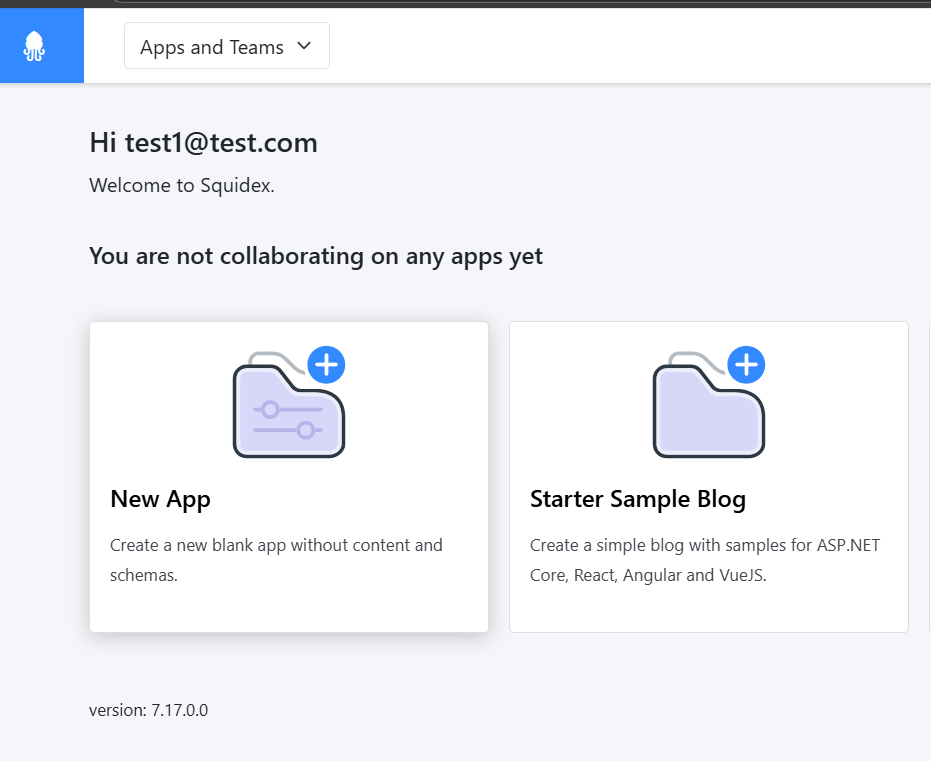 Apps and Teams
Hi test1@test.com
Welcome to Squidex.
You are not collaborating on any apps yet
New App
Create a new blank app without content and
schemas.
Starter Sample Blog
Create a simple blog with samples for ASP.NET
Core, React, Angular and VueJS.
version: 7.17.0.0